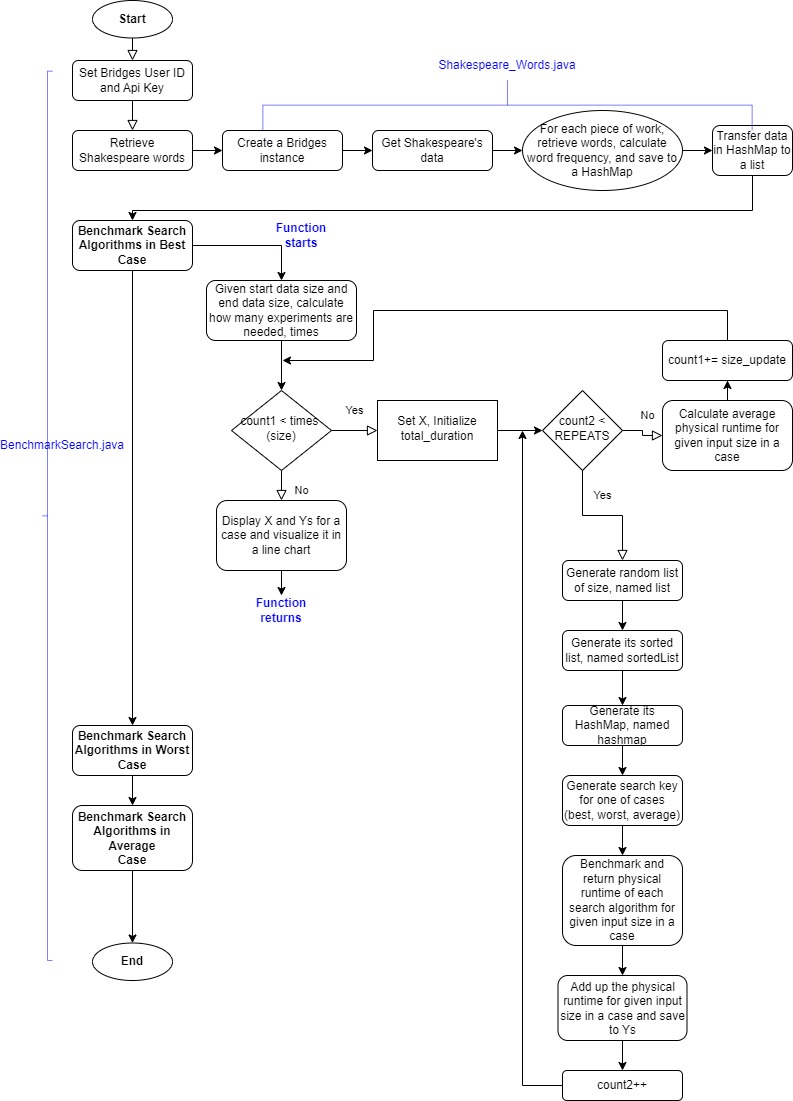 Start
Set Bridges User ID
and Api Key
Shakespeare_Words.java
Retrieve
Shakespeare words
Create a Bridges
instance
Get Shakespeare's
data
For each piece of work,
retrieve words, calculate
word frequency, and save to
a HashMap
Transfer data
in HashMap to
a list
Benchmark Search
Algorithms in Best
Case
Function
starts
Given start data size and
end data size, calculate
how many experiments are
needed, times
count1+= size_update
count1 < times
(size)
Yes
Set X, Initialize
total_duration
count2 <
REPEATS
No
Calculate average
physical runtime for
given input size in a
case
BenchmarkSearch.java
No
Yes
Display X and Ys for a
case and visualize it in
a line chart
Function
returns
Generate random list
of size, named list
Generate its sorted
list, named sortedList
Generate its
HashMap, named
hashmap
Benchmark Search
Algorithms in Worst
Case
Generate search key
for one of cases
(best, worst, average)
Benchmark Search
Algorithms in
Average
Case
Benchmark and
return physical
runtime of each
search algorithm for
given input size in a
case
End
Add up the physical
runtime for given input
size in a case and save
to Ys
count2++